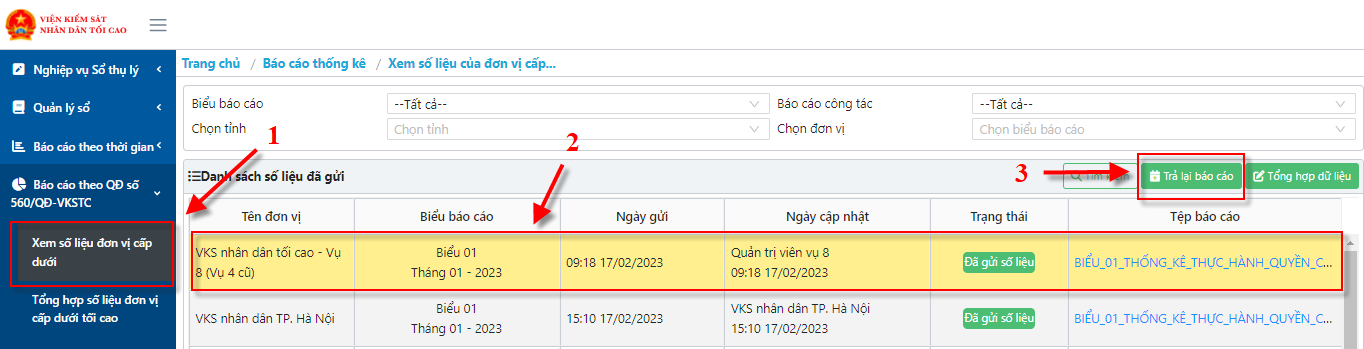 VIỆN KIỂM SÁT
NHÂN DÂN TỐI CAO
Nghiệp vụ Sổ thụ lý
Quản lý sổ
Báo cáo theo thời gian
Báo cáo theo QĐ số
560/QĐ-VKSTC
Xem số liệu đơn vị cấp
dưới
Tổng hợp số liệu đơn vị
cấp dưới tối cao
Trang chủ / Báo cáo thống kê / Xem số liệu của đơn vị cấp...
Biểu báo cáo --Tất cả-- Báo cáo công tác --Tất cả--
Chọn tỉnh Chọn tỉnh Chọn đơn vị Chọn biểu báo cáo
1
2
3
Danh sách số liệu đã gửi Trả lại báo cáo Tổng hợp dữ liệu
Tên đơn vị Biểu báo cáo Ngày gửi Ngày cập nhật Trạng thái Tệp báo cáo
VKS nhân dân tối cao - Vụ
8 (Vụ 4 cũ)
Biểu 01
Tháng 01 - 2023
09:18 17/02/2023
Quản trị viên vụ 8
09:18 17/02/2023
Đã gửi số liệu
BIỂU_01_THỐNG_KÊ_THỰC_HÀNH_QUYỀN_C...
VKS nhân dân TP. Hà Nội
Biểu 01
Tháng 01 - 2023
15:10 17/02/2023
VKS nhân dân TP. Hà Nội
15:10 17/02/2023
Đã gửi số liệu
BIỂU_01_THỐNG_KÊ_THỰC_HÀNH_QUYỀN_C...